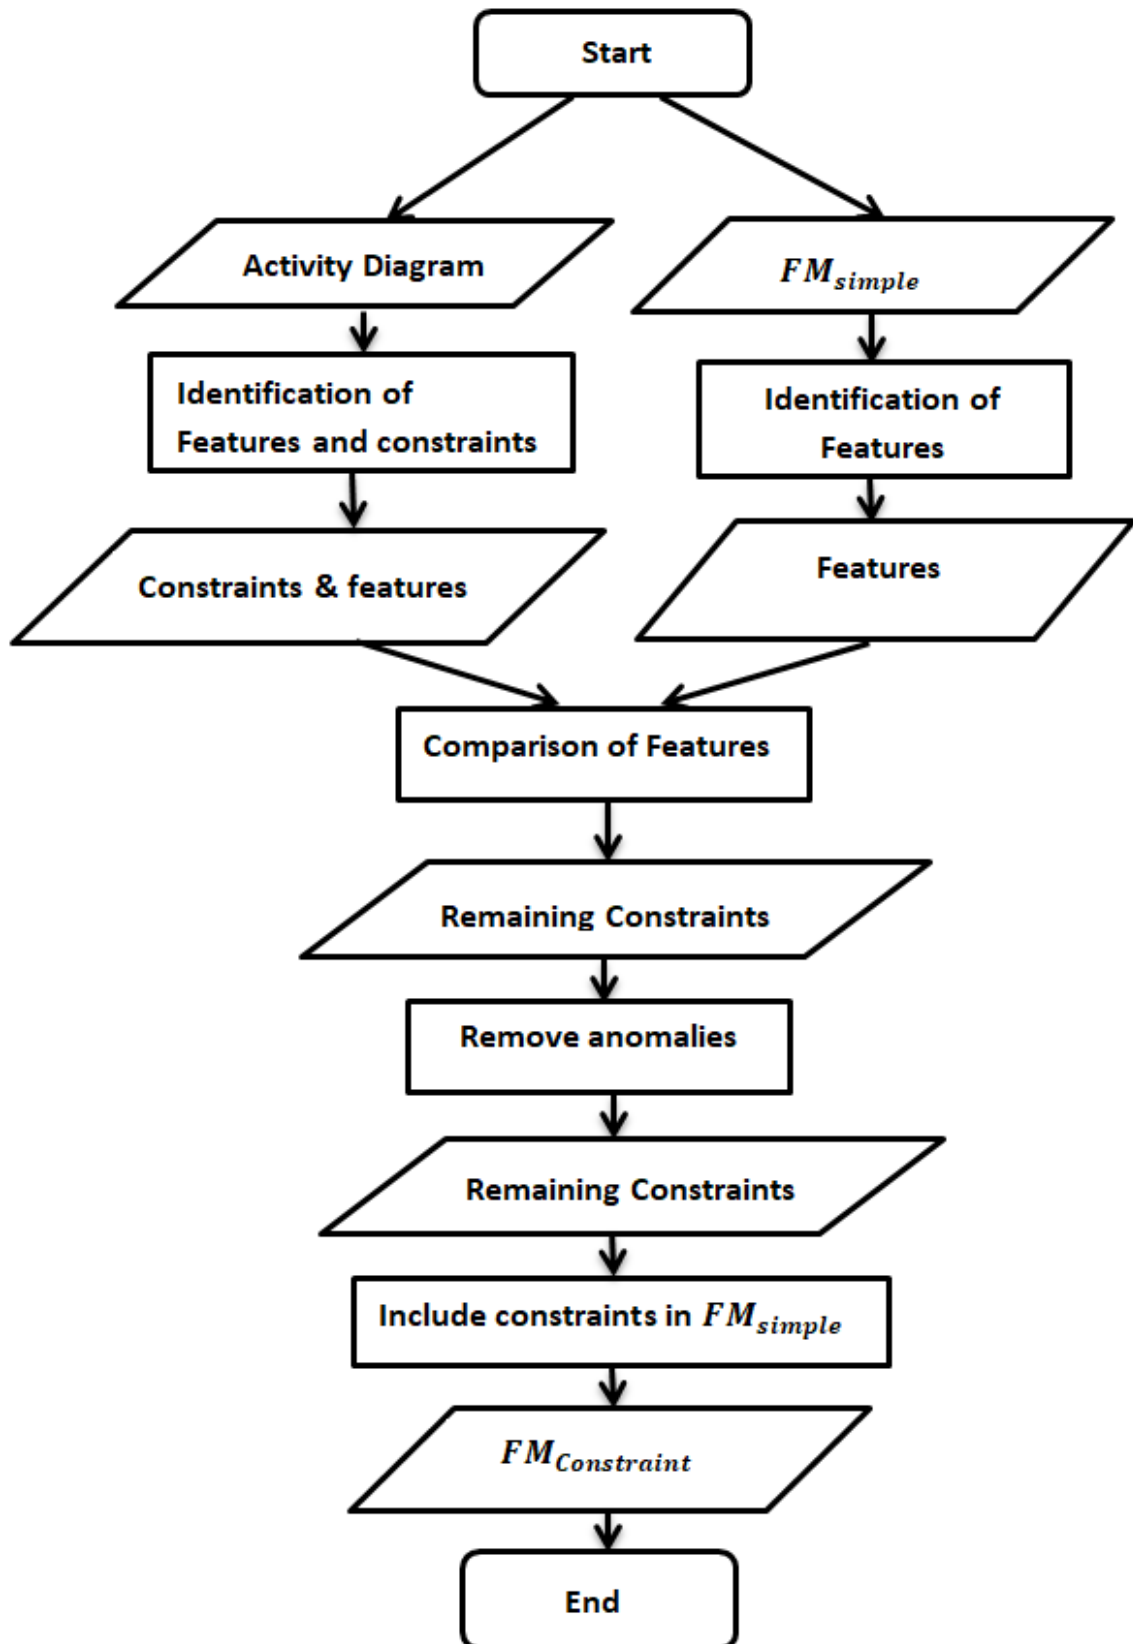 Start
Activity Diagram
FM_simple
Identification of
Features and constraints
Identification of
Features
Constraints & features
Features
Comparison of Features
Remaining Constraints
Remove anomalies
Remaining Constraints
Include constraints in FM_simple
FM_Constraint
End